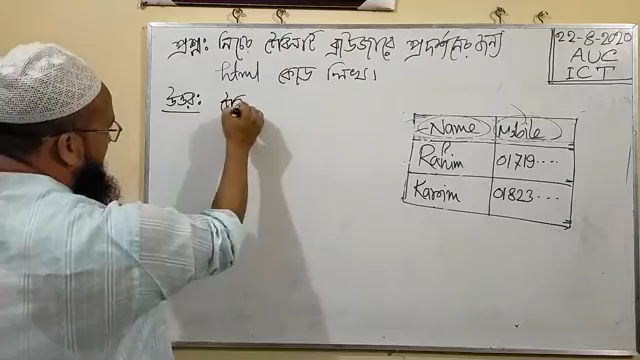 প্রশ্ন: নিচের টেবিলটি ব্রাউজারে প্রদর্শনের জন্য
html কোড লিখ।
22-8-2020
AUC
ICT
উত্তর:
Name Mobile
Rahim 01719....
Karim 01823...